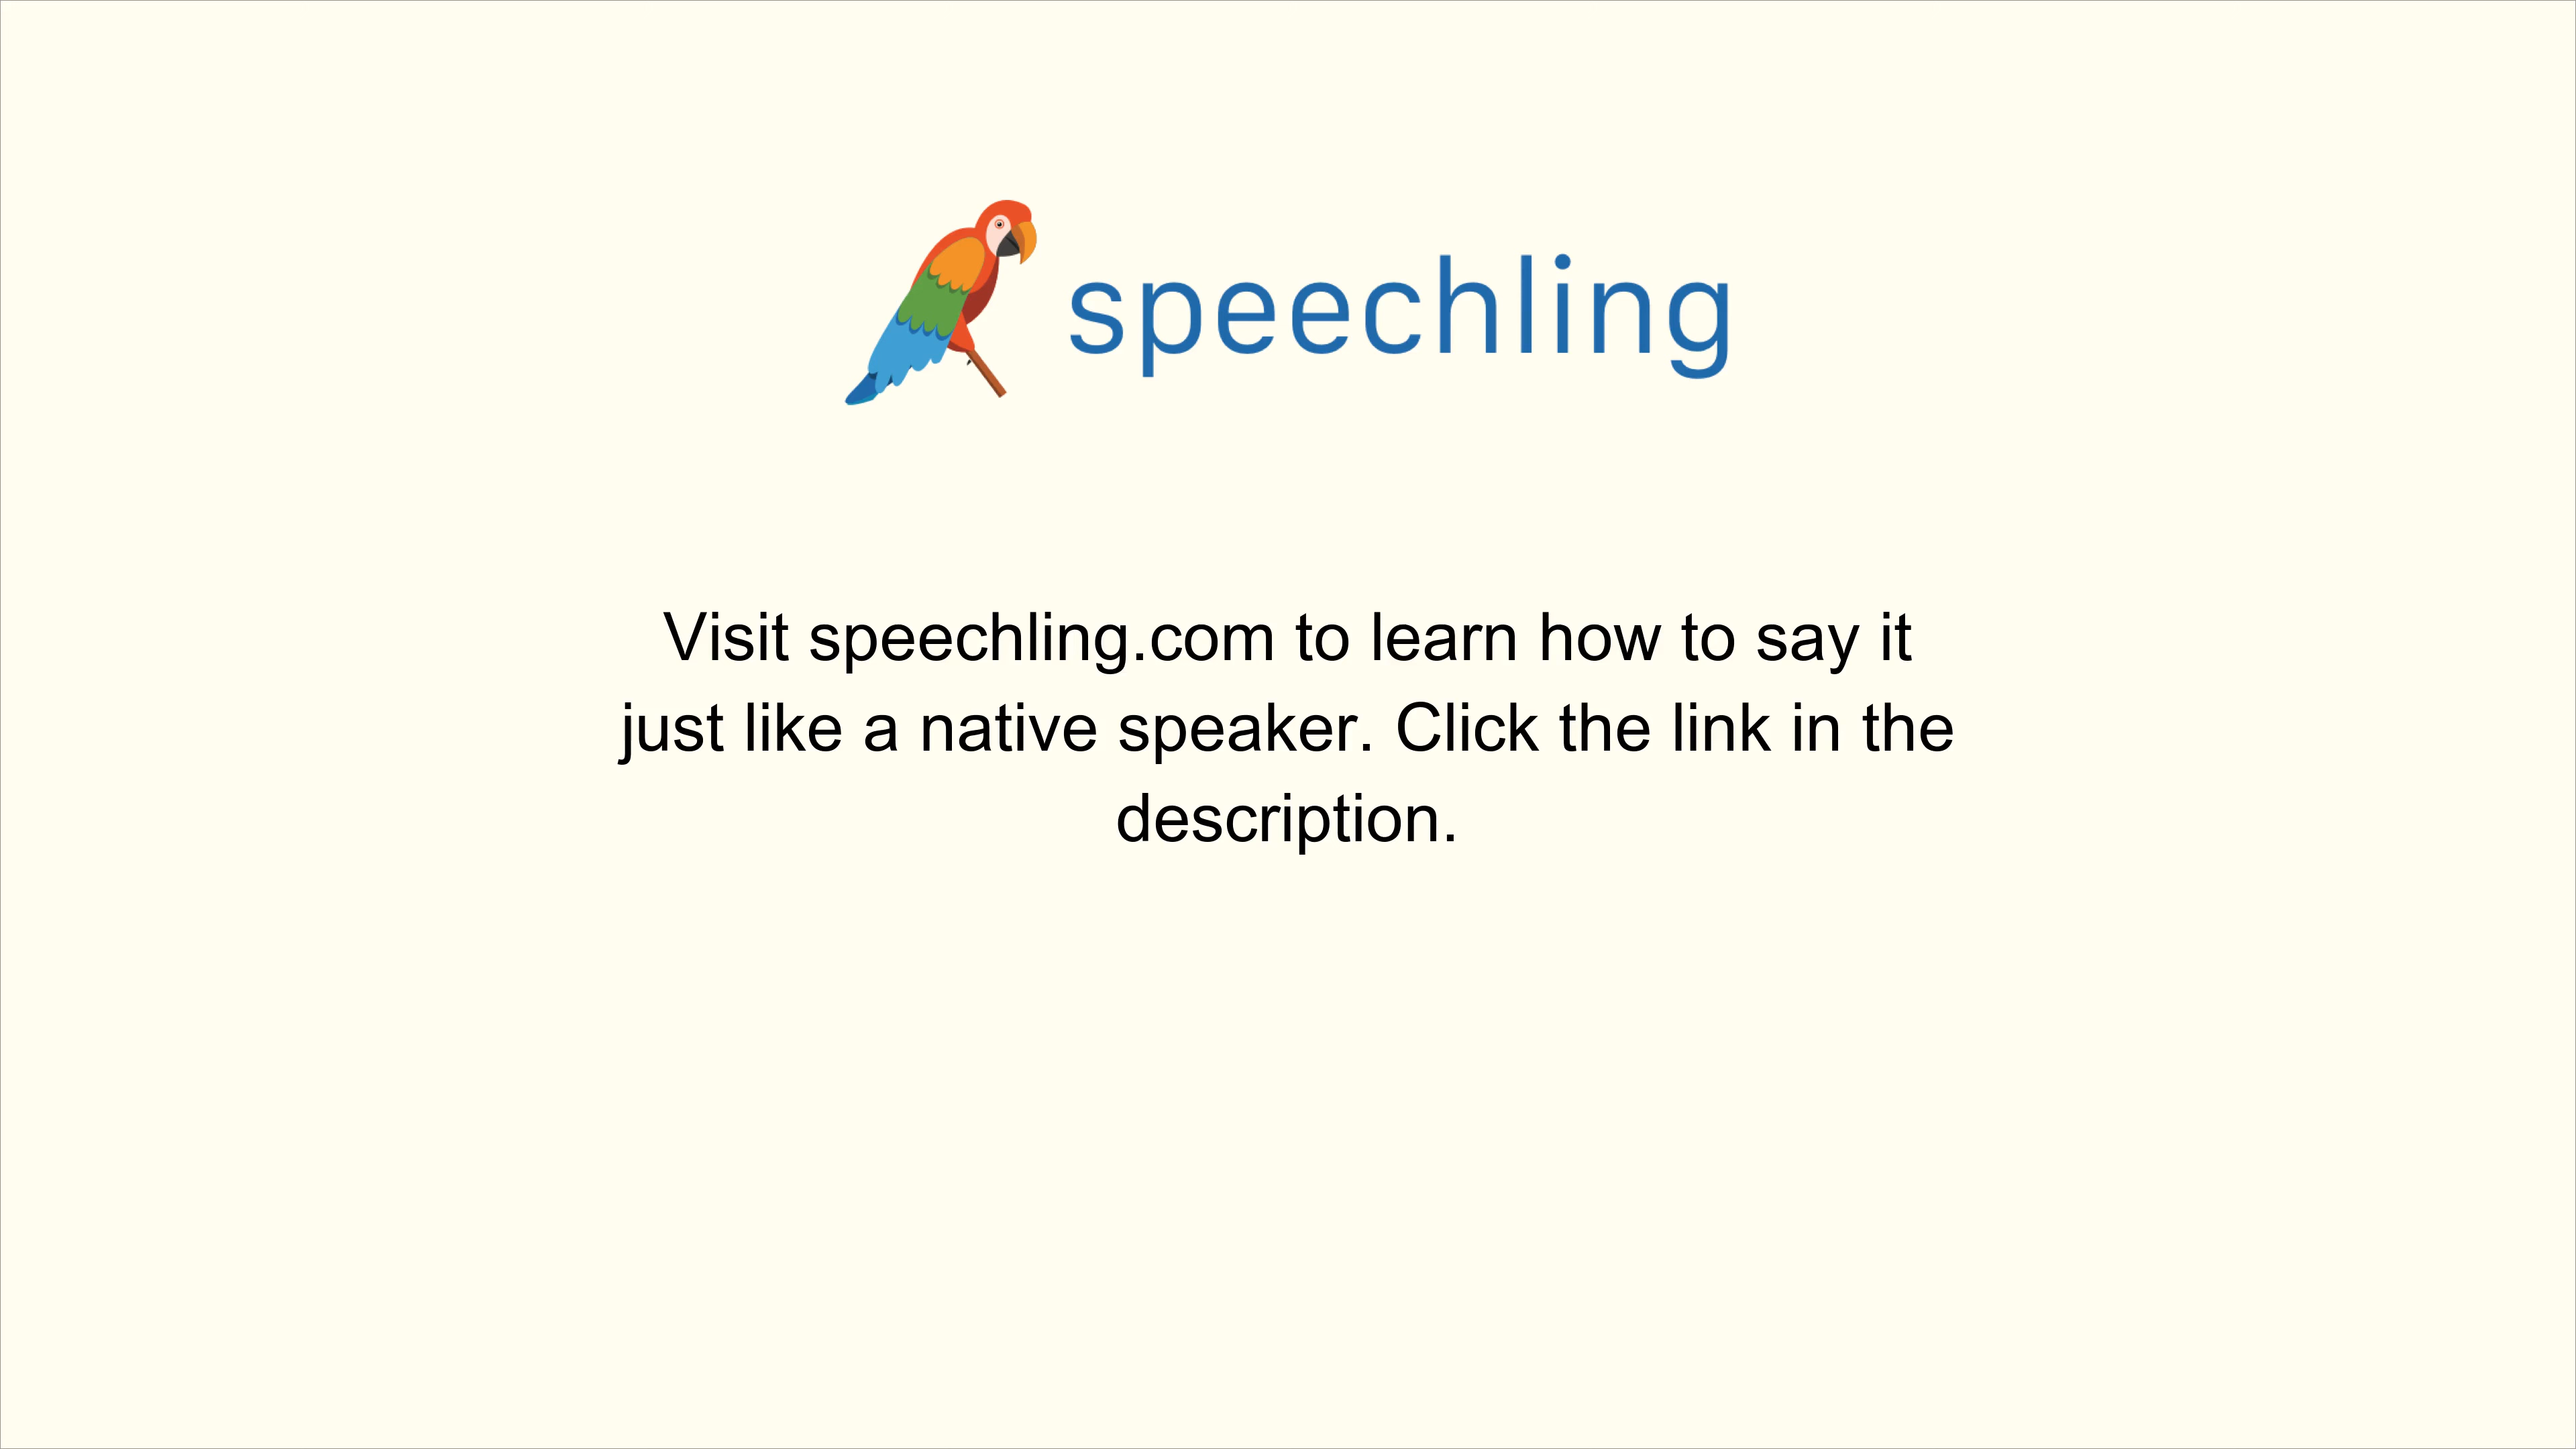 speechling
Visit speechling.com to learn how to say it
just like a native speaker. Click the link in the
description.